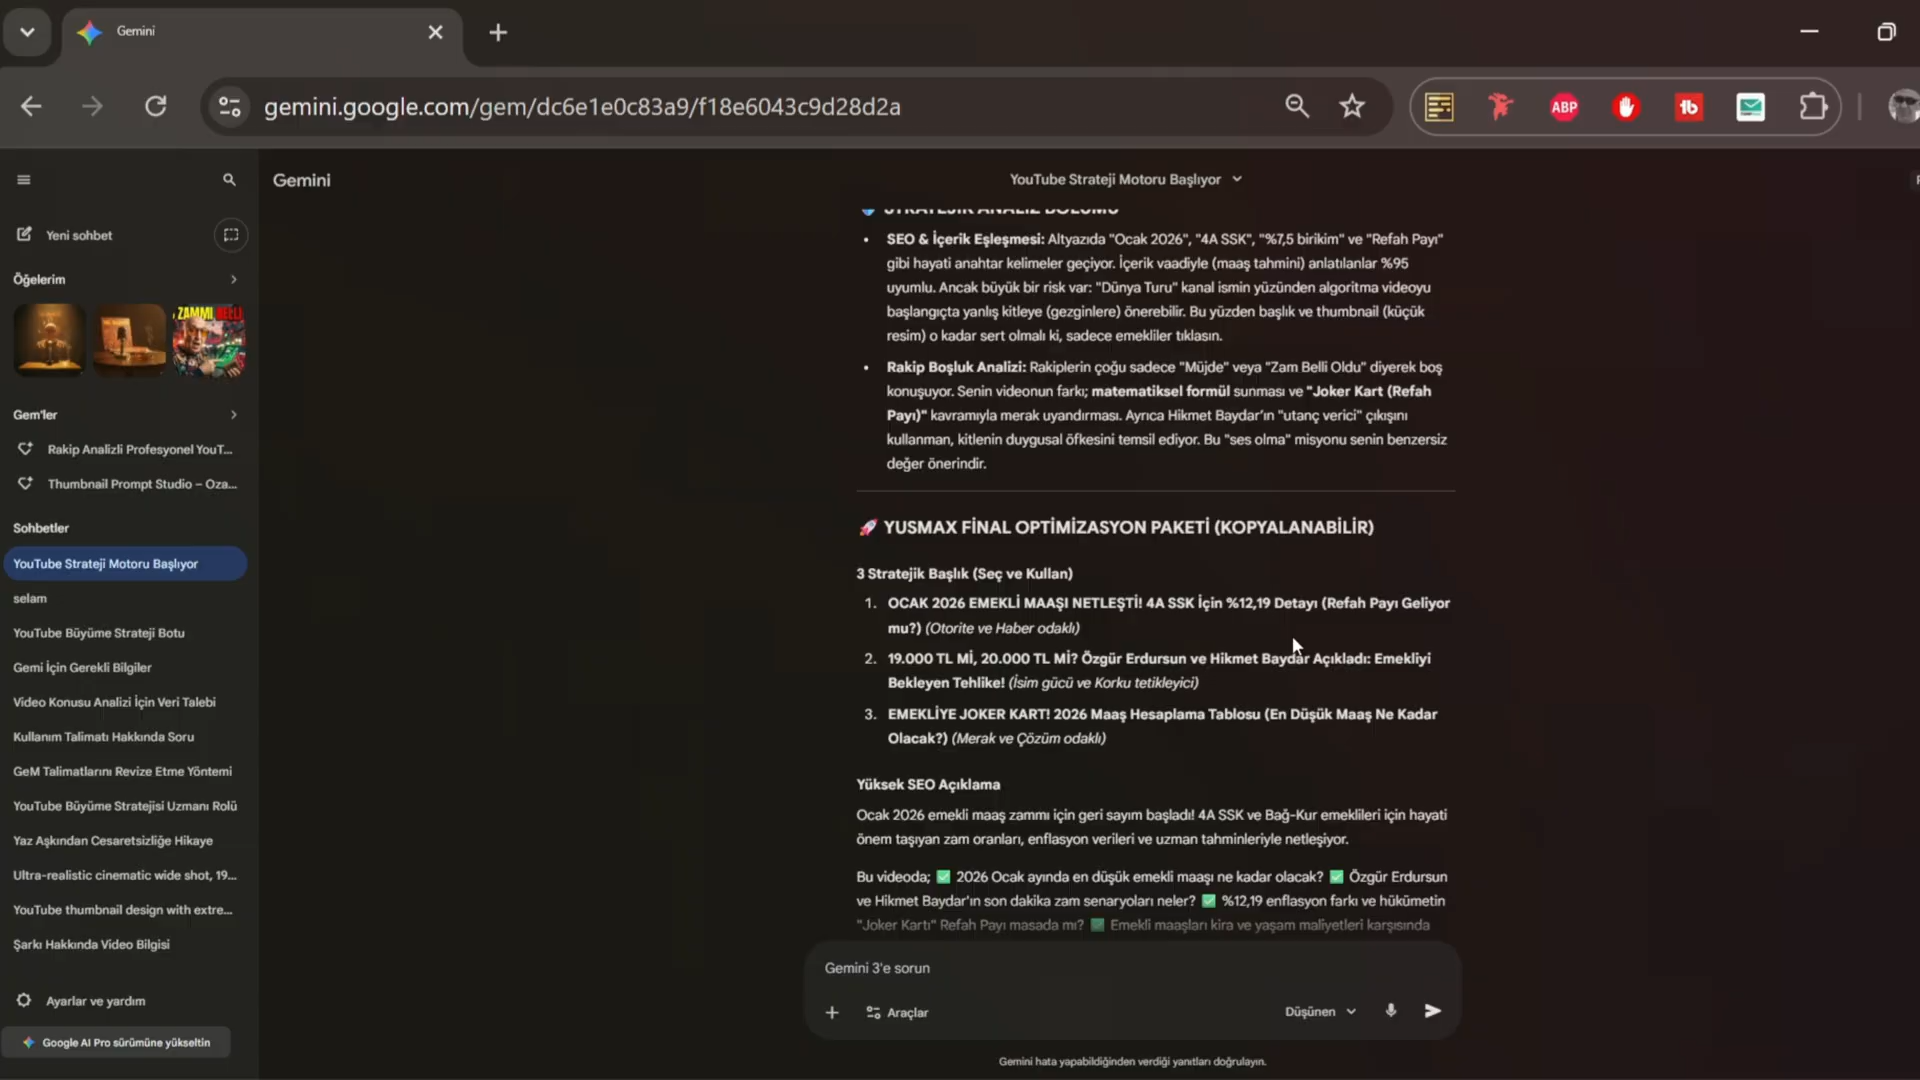 Gemini
gemini.google.com/gem/dc6e1e0c83a9/f18e6043c9d28d2a
ABP
Gemini
YouTube Strateji Motoru Başlıyor
Yeni sohbet
Öğelerim
ZAMMI BELLİ
Gem'ler
Rakip Analizli Profesyonel YouT...
Thumbnail Prompt Studio – Oza...
Sohbetler
YouTube Strateji Motoru Başlıyor
selam
YouTube Büyüme Strateji Botu
Gemi İçin Gerekli Bilgiler
Video Konusu Analizi İçin Veri Talebi
Kullanım Talimatı Hakkında Soru
GeM Talimatlarını Revize Etme Yöntemi
YouTube Büyüme Stratejisi Uzmanı Rolü
Yaz Aşkından Cesaretsizliğe Hikaye
Ultra-realistic cinematic wide shot, 19...
YouTube thumbnail design with extre...
Şarkı Hakkında Video Bilgisi
Ayarlar ve yardım
Google AI Pro sürümüne yükseltin
STRATEJİK ANALİZ BÖLÜMÜ
• SEO & İçerik Eşleşmesi: Altyazıda "Ocak 2026", "4A SSK", "%7,5 birikim" ve "Refah Payı"
gibi hayati anahtar kelimeler geçiyor. İçerik vaadiyle (maaş tahmini) anlatılanlar %95
uyumlu. Ancak büyük bir risk var: "Dünya Turu" kanal ismin yüzünden algoritma videoyu
başlangıçta yanlış kitleye (gezginlere) önerebilir. Bu yüzden başlık ve thumbnail (küçük
resim) o kadar sert olmalı ki, sadece emekliler tıklasın.
• Rakip Boşluk Analizi: Rakiplerin çoğu sadece "Müjde" veya "Zam Belli Oldu" diyerek boş
konuşuyor. Senin videonun farkı; matematiksel formül sunması ve "Joker Kart (Refah
Payı)" kavramıyla merak uyandırması. Ayrıca Hikmet Baydar'ın "utanç verici" çıkışını
kullanman, kitlenin duygusal öfkesini temsil ediyor. Bu "ses olma" misyonu senin benzersiz
değer önerindir.
🚀 YUSMAX FİNAL OPTİMİZASYON PAKETİ (KOPYALANABİLİR)
3 Stratejik Başlık (Seç ve Kullan)
1. OCAK 2026 EMEKLİ MAAŞI NETLEŞTİ! 4A SSK İçin %12,19 Detayı (Refah Payı Geliyor
mu?) (Otorite ve Haber odaklı)
2. 19.000 TL Mİ, 20.000 TL Mİ? Özgür Erdursun ve Hikmet Baydar Açıkladı: Emekliyi
Bekleyen Tehlike! (İsim gücü ve Korku tetikleyici)
3. EMEKLİYE JOKER KART! 2026 Maaş Hesaplama Tablosu (En Düşük Maaş Ne Kadar
Olacak?) (Merak ve Çözüm odaklı)
Yüksek SEO Açıklama
Ocak 2026 emekli maaş zammı için geri sayım başladı! 4A SSK ve Bağ-Kur emeklileri için hayati
önem taşıyan zam oranları, enflasyon verileri ve uzman tahminleriyle netleşiyor.
Bu videoda; ✅ 2026 Ocak ayında en düşük emekli maaşı ne kadar olacak? ✅ Özgür Erdursun
ve Hikmet Baydar'ın son dakika zam senaryoları neler? ✅ %12,19 enflasyon farkı ve hükümetin
"Joker Kartı" Refah Payı masada mı? ✅ Emekli maaşları kira ve yaşam maliyetleri karşısında
Gemini 3'e sorun
Araçlar
Düşünen
Gemini hata yapabildiğinden verdiği yanıtları doğrulayın.